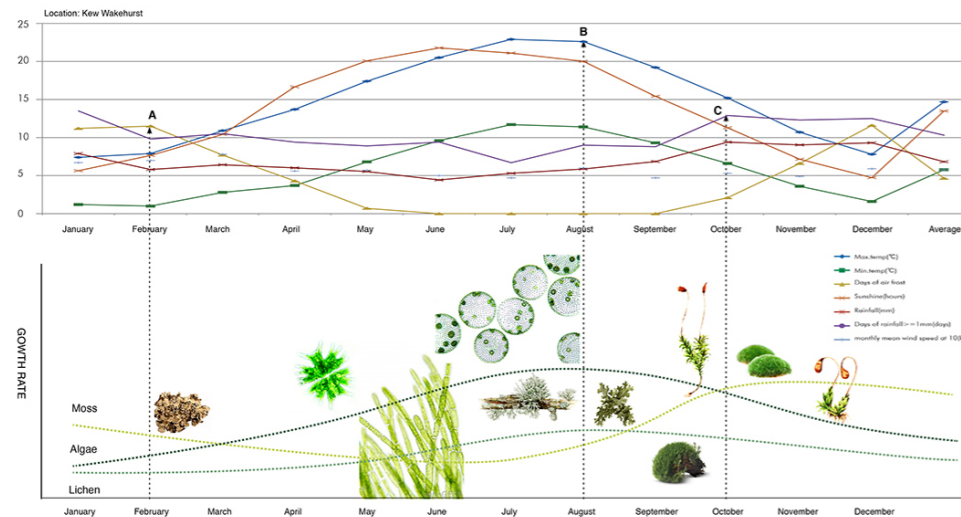 Location: Kew Wakehurst
25
20
15
10
5
0
A
B
C
January February March April May June July August September October November December Average
Max.temp(℃)
Min.temp(℃)
Days of air frost
Sunshine(hours)
Rainfall(mm)
Days of rainfall>=1mm(days)
monthly mean wind speed at 10(
GOWTH RATE
Moss
Algae
Lichen
January February March April May June July August September October November December